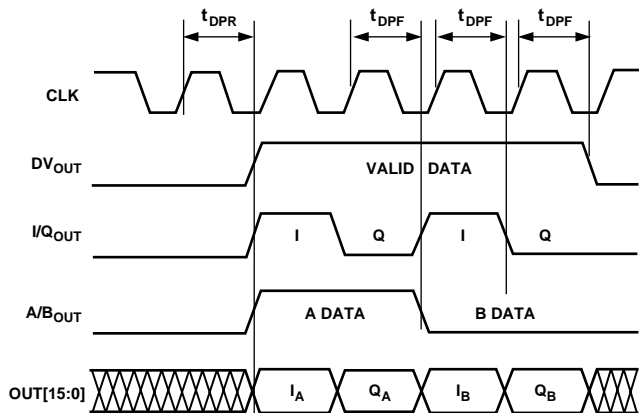 tDPR tDPF tDPF tDPF
CLK
DVOUT VALID DATA
I/QOUT I Q I Q
A/BOUT A DATA B DATA
OUT[15:0] IA QA IB QB